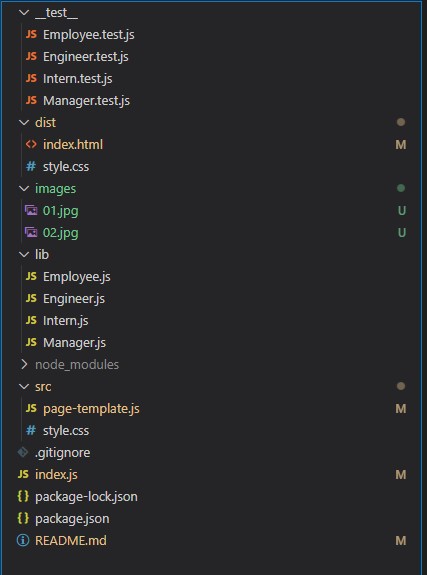 __test__
JS Employee.test.js
JS Engineer.test.js
JS Intern.test.js
JS Manager.test.js
dist
<> index.html M
# style.css
images
01.jpg U
02.jpg U
lib
JS Employee.js
JS Engineer.js
JS Intern.js
JS Manager.js
node_modules
src
JS page-template.js M
# style.css
.gitignore
JS index.js M
{} package-lock.json
{} package.json
README.md M